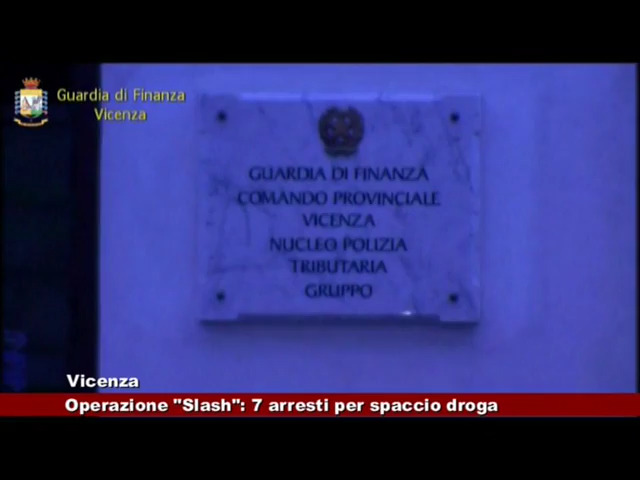 Guardia di Finanza
Vicenza
GUARDIA DI FINANZA
COMANDO PROVINCIALE
VICENZA
NUCLEO POLIZIA
TRIBUTARIA
GRUPPO
Vicenza
Operazione "Slash": 7 arresti per spaccio droga